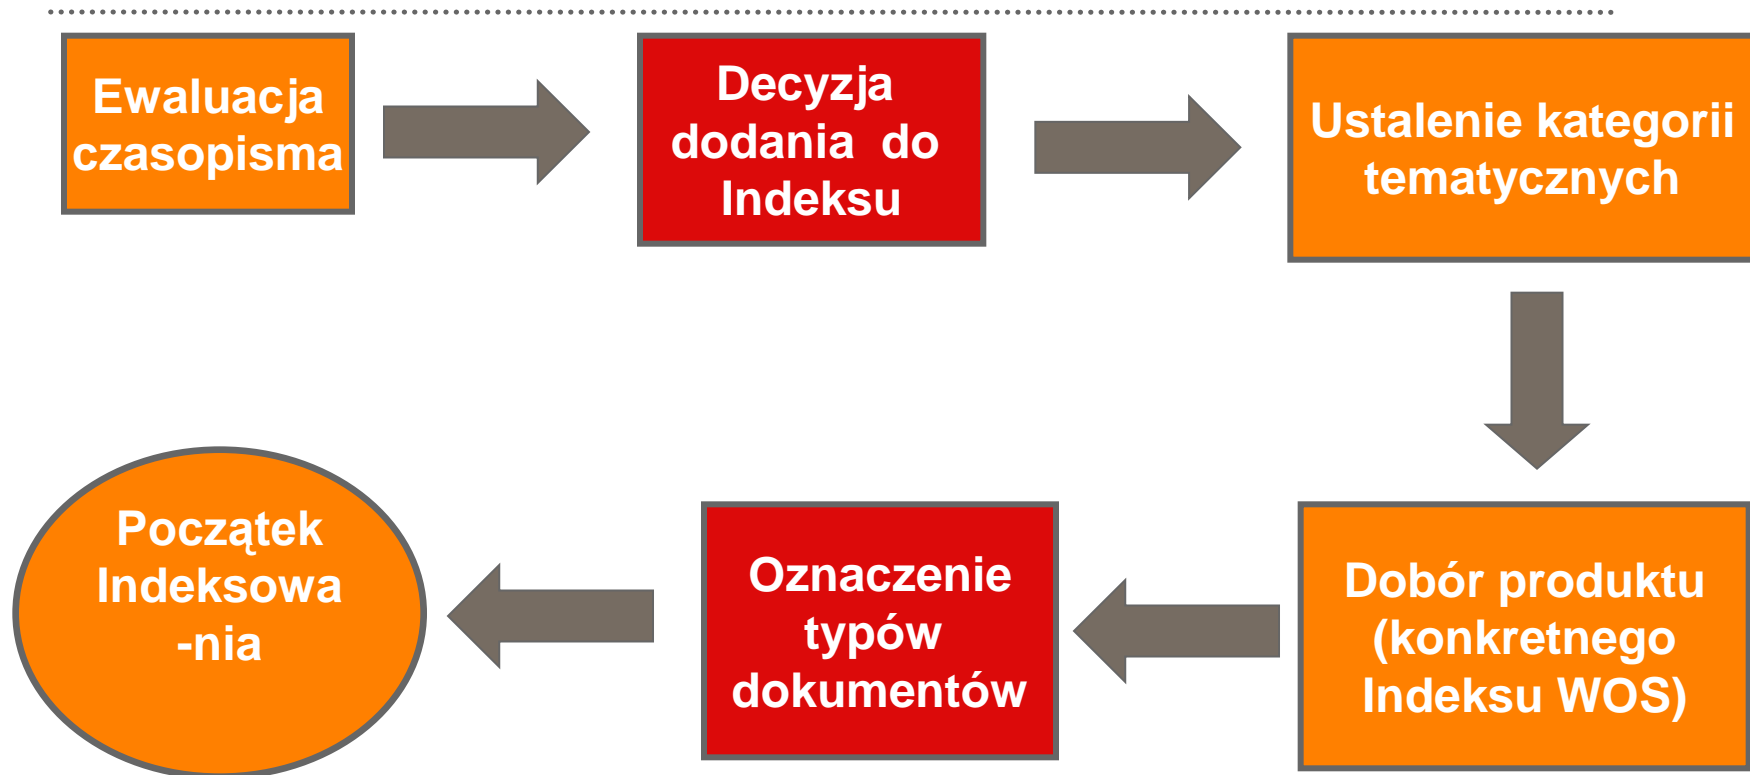 Ewaluacja
czasopisma
Decyzja
dodania do
Indeksu
Ustalenie kategorii
tematycznych
Dobór produktu
(konkretnego
Indeksu WOS)
Oznaczenie
typów
dokumentów
Początek
Indeksowa
-nia